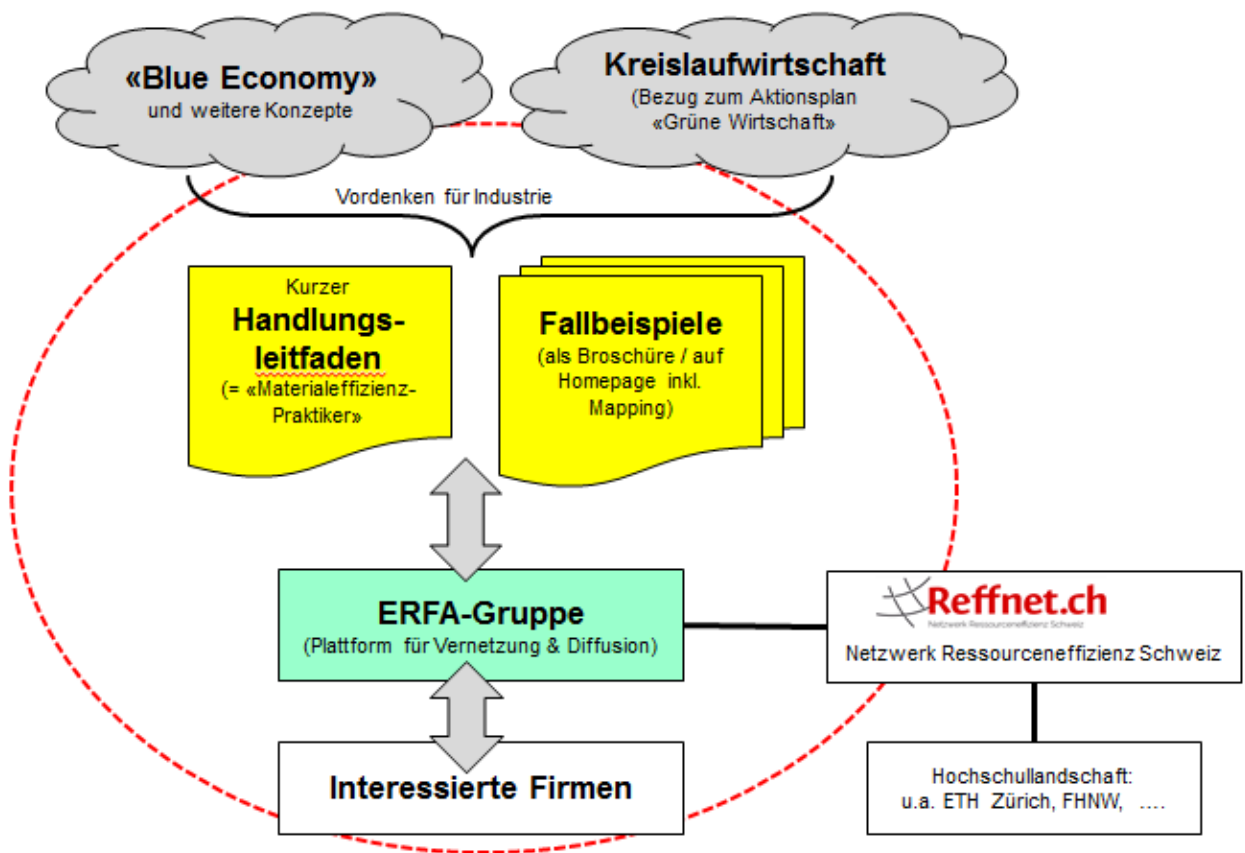 «Blue Economy»
und weitere Konzepte
Kreislaufwirtschaft
(Bezug zum Aktionsplan
«Grüne Wirtschaft»
Vordenken für Industrie
Kurzer
Handlungs-
leitfaden
(= «Materialeffizienz-
Praktiker»
Fallbeispiele
(als Broschüre / auf
Homepage inkl.
Mapping)
ERFA-Gruppe
(Plattform für Vernetzung & Diffusion)
Reffnet.ch
Netzwerk Ressourceneffizienz Schweiz
Netzwerk Ressourceneffizienz Schweiz
Interessierte Firmen
Hochschullandschaft:
u.a. ETH Zürich, FHNW, ....